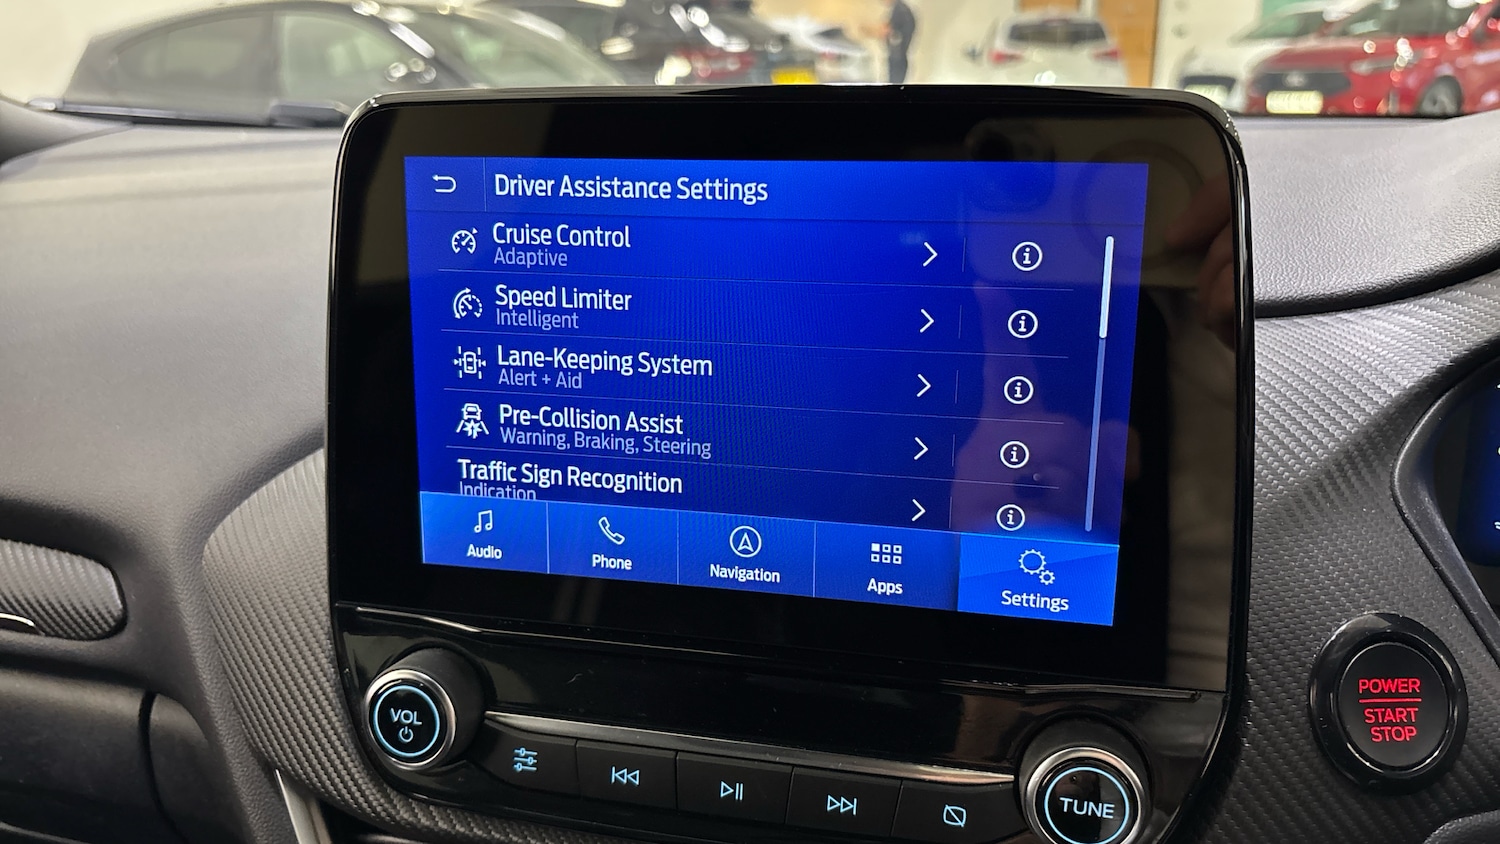 Driver Assistance Settings
Cruise Control
Adaptive
Speed Limiter
Intelligent
Lane-Keeping System
Alert + Aid
Pre-Collision Assist
Warning, Braking, Steering
Traffic Sign Recognition
Indication
Audio
Phone
Navigation
Apps
Settings
VOL
TUNE
POWER
START
STOP